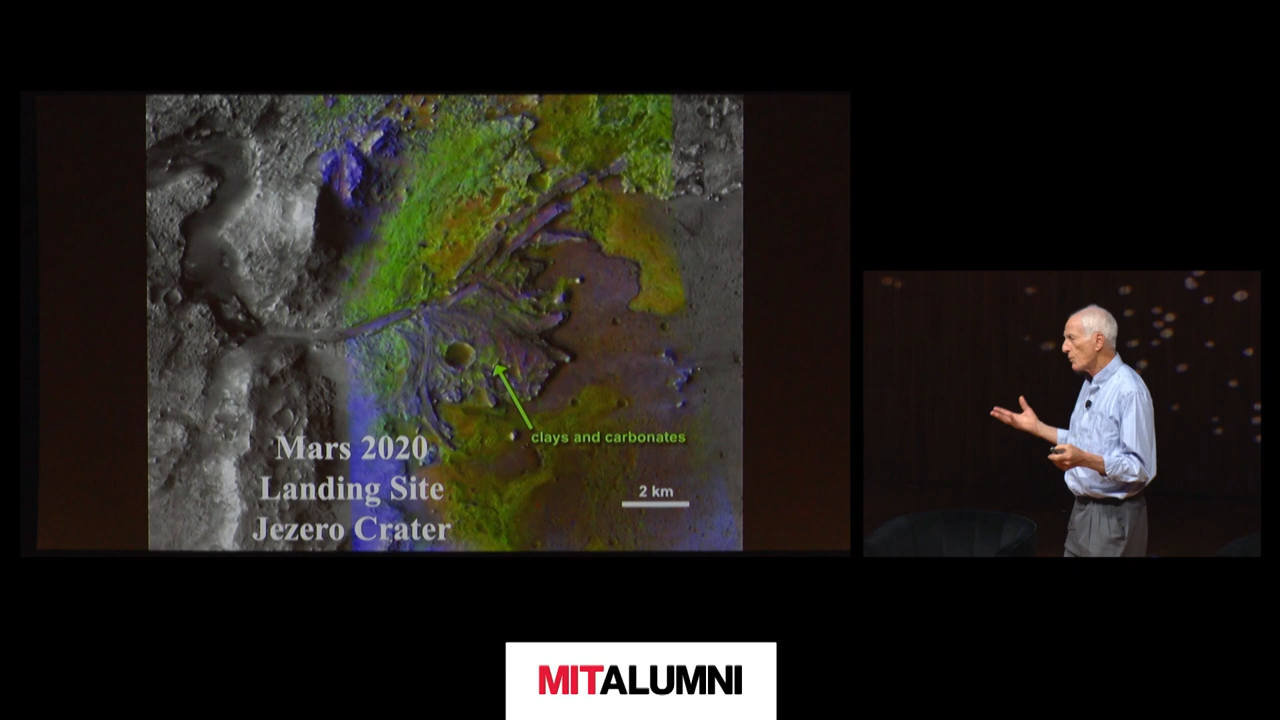 clays and carbonates
2 km
Mars 2020
Landing Site
Jezero Crater
MITALUMNI